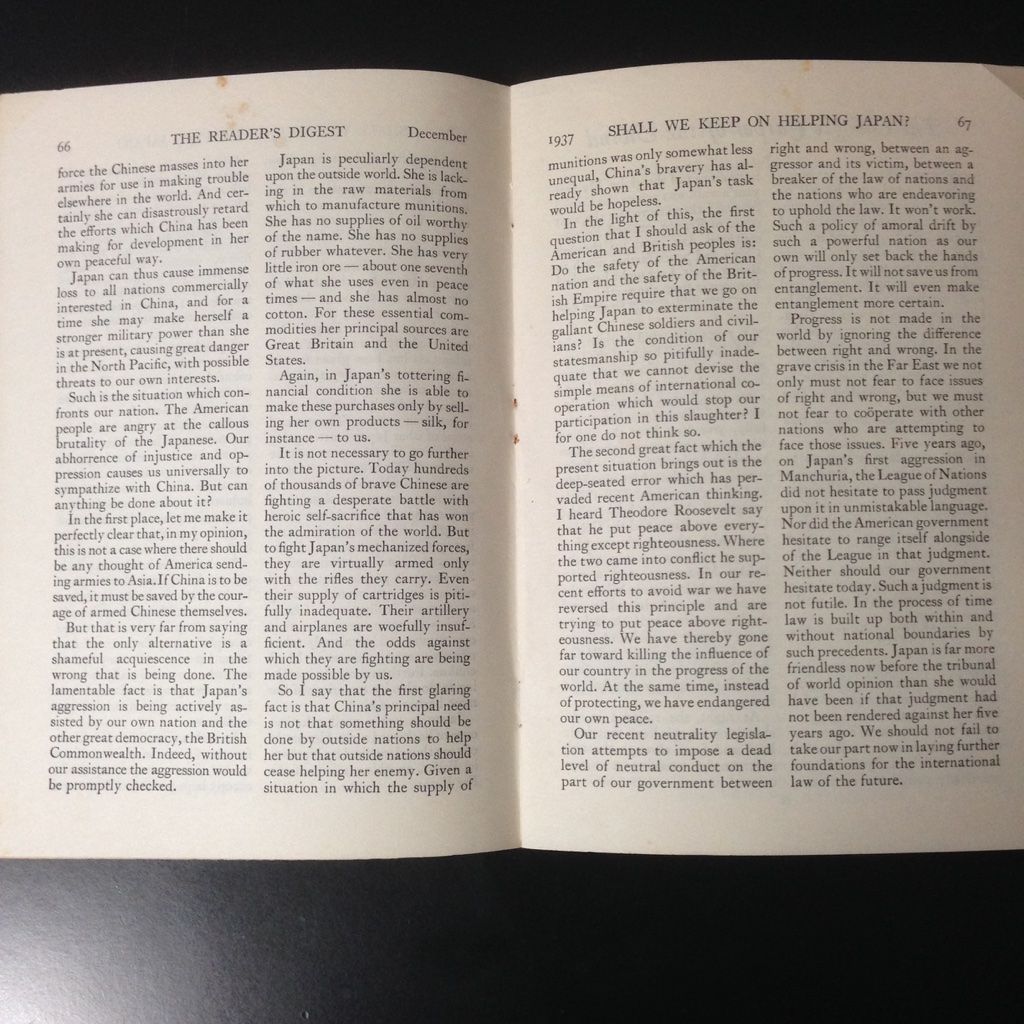 66
THE READER'S DIGEST
December
force the Chinese masses into her
armies for use in making trouble
elsewhere in the world. And cer-
tainly she can disastrously retard
the efforts which China has been
making for development in her
own peaceful way.
Japan can thus cause immense
loss to all nations commercially
interested in China, and for a
time she may make herself a
stronger military power than she
is at present, causing great danger
in the North Pacific, with possible
threats to our own interests.
Such is the situation which con-
fronts our nation. The American
people are angry at the callous
brutality of the Japanese. Our
abhorrence of injustice and op-
pression causes us universally to
sympathize with China. But can
anything be done about it?
In the first place, let me make it
perfectly clear that, in my opinion,
this is not a case where there should
be any thought of America send-
ing armies to Asia. If China is to be
saved, it must be saved by the cour-
age of armed Chinese themselves.
But that is very far from saying
that the only alternative is a
shameful acquiescence in the
wrong that is being done. The
lamentable fact is that Japan's
aggression is being actively as-
sisted by our own nation and the
other great democracy, the British
Commonwealth. Indeed, without
our assistance the aggression would
be promptly checked.
Japan is peculiarly dependent
upon the outside world. She is lack-
ing in the raw materials from
which to manufacture munitions.
She has no supplies of oil worthy
of the name. She has no supplies
of rubber whatever. She has very
little iron ore — about one seventh
of what she uses even in peace
times — and she has almost no
cotton. For these essential com-
modities her principal sources are
Great Britain and the United
States.
Again, in Japan's tottering fi-
nancial condition she is able to
make these purchases only by sell-
ing her own products — silk, for
instance — to us.
It is not necessary to go further
into the picture. Today hundreds
of thousands of brave Chinese are
fighting a desperate battle with
heroic self-sacrifice that has won
the admiration of the world. But
to fight Japan's mechanized forces,
they are virtually armed only
with the rifles they carry. Even
their supply of cartridges is piti-
fully inadequate. Their artillery
and airplanes are woefully insuf-
ficient. And the odds against
which they are fighting are being
made possible by us.
So I say that the first glaring
fact is that China's principal need
is not that something should be
done by outside nations to help
her but that outside nations should
cease helping her enemy. Given a
situation in which the supply of
1937
SHALL WE KEEP ON HELPING JAPAN?
67
munitions was only somewhat less
unequal, China's bravery has al-
ready shown that Japan's task
would be hopeless.
In the light of this, the first
question that I should ask of the
American and British peoples is:
Do the safety of the American
nation and the safety of the Brit-
ish Empire require that we go on
helping Japan to exterminate the
gallant Chinese soldiers and civil-
ians? Is the condition of our
statesmanship so pitifully inade-
quate that we cannot devise the
simple means of international co-
operation which would stop our
participation in this slaughter? I
for one do not think so.
The second great fact which the
present situation brings out is the
deep-seated error which has per-
vaded recent American thinking.
I heard Theodore Roosevelt say
that he put peace above every-
thing except righteousness. Where
the two came into conflict he sup-
ported righteousness. In our re-
cent efforts to avoid war we have
reversed this principle and are
trying to put peace above right-
eousness. We have thereby gone
far toward killing the influence of
our country in the progress of the
world. At the same time, instead
of protecting, we have endangered
our own peace.
Our recent neutrality legisla-
tion attempts to impose a dead
level of neutral conduct on the
part of our government between
right and wrong, between an ag-
gressor and its victim, between a
breaker of the law of nations and
the nations who are endeavoring
to uphold the law. It won't work.
Such a policy of amoral drift by
such a powerful nation as our
own will only set back the hands
of progress. It will not save us from
entanglement. It will even make
entanglement more certain.
Progress is not made in the
world by ignoring the difference
between right and wrong. In the
grave crisis in the Far East we not
only must not fear to face issues
of right and wrong, but we must
not fear to coöperate with other
nations who are attempting to
face those issues. Five years ago,
on Japan's first aggression in
Manchuria, the League of Nations
did not hesitate to pass judgment
upon it in unmistakable language.
Nor did the American government
hesitate to range itself alongside
of the League in that judgment.
Neither should our government
hesitate today. Such a judgment is
not futile. In the process of time
law is built up both within and
without national boundaries by
such precedents. Japan is far more
friendless now before the tribunal
of world opinion than she would
have been if that judgment had
not been rendered against her five
years ago. We should not fail to
take our part now in laying further
foundations for the international
law of the future.